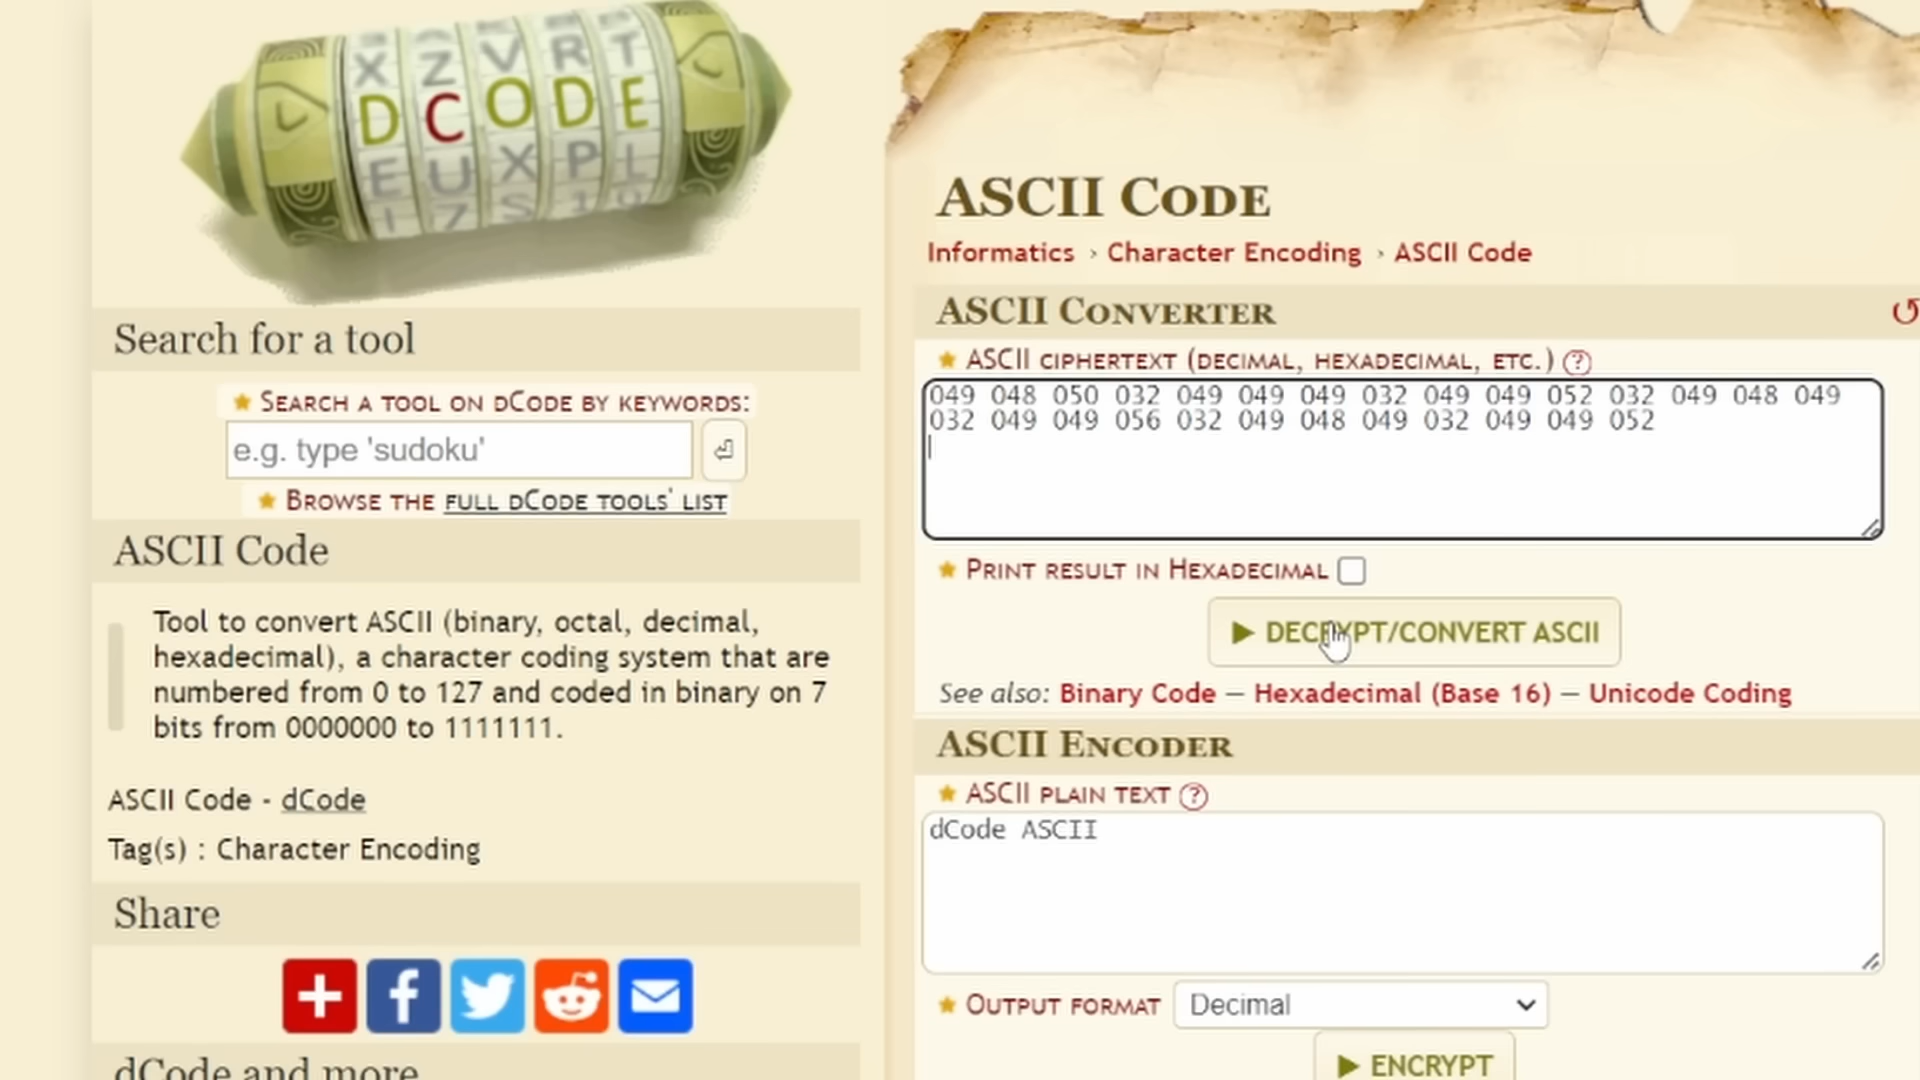 X Z V R T
D C O D E
E U X P L
Search for a tool
★ Search a tool on dCode by keywords:
e.g. type 'sudoku'
★ Browse the full dCode tools' list
ASCII Code
Tool to convert ASCII (binary, octal, decimal,
hexadecimal), a character coding system that are
numbered from 0 to 127 and coded in binary on 7
bits from 0000000 to 1111111.
ASCII Code - dCode
Tag(s) : Character Encoding
Share
dCode and more
ASCII Code
Informatics › Character Encoding › ASCII Code
ASCII Converter
★ ASCII ciphertext (decimal, hexadecimal, etc.) ?
049 048 050 032 049 049 049 032 049 049 052 032 049 048 049
032 049 049 056 032 049 048 049 032 049 049 052
★ Print result in Hexadecimal
▶ DECRYPT/CONVERT ASCII
See also: Binary Code — Hexadecimal (Base 16) — Unicode Coding
ASCII Encoder
★ ASCII plain text ?
dCode ASCII
★ Output format Decimal
▶ ENCRYPT